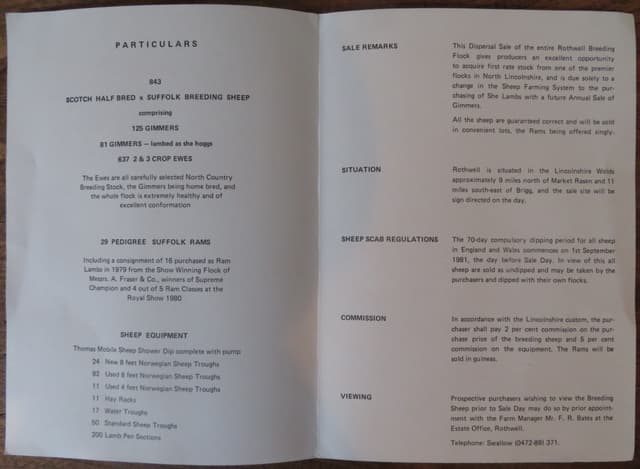 PARTICULARS
843
SCOTCH HALF BRED x SUFFOLK BREEDING SHEEP
comprising
125 GIMMERS
81 GIMMERS — lambed as she hoggs
637 2 & 3 CROP EWES
The Ewes are all carefully selected North Country
Breeding Stock, the Gimmers being home bred, and
the whole flock is extremely healthy and of
excellent conformation
29 PEDIGREE SUFFOLK RAMS
Including a consignment of 16 purchased as Ram
Lambs in 1979 from the Show Winning Flock of
Messrs. A. Fraser & Co., winners of Supreme
Champion and 4 out of 5 Ram Classes at the
Royal Show 1980
SHEEP EQUIPMENT
Thomas Mobile Sheep Shower Dip complete with pump
24 New 8 feet Norwegian Sheep Troughs
82 Used 8 feet Norwegian Sheep Troughs
11 Used 4 feet Norwegian Sheep Troughs
11 Hay Racks
17 Water Troughs
50 Standard Sheep Troughs
200 Lamb Pen Sections
SALE REMARKS
This Dispersal Sale of the entire Rothwell Breeding
Flock gives producers an excellent opportunity
to acquire first rate stock from one of the premier
flocks in North Lincolnshire, and is due solely to a
change in the Sheep Farming System to the pur-
chasing of She Lambs with a future Annual Sale of
Gimmers.
All the sheep are guaranteed correct and will be sold
in convenient lots, the Rams being offered singly.
SITUATION
Rothwell is situated in the Lincolnshire Wolds
approximately 9 miles north of Market Rasen and 11
miles south-east of Brigg, and the sale site will be
sign directed on the day.
SHEEP SCAB REGULATIONS
The 70-day compulsory dipping period for all sheep
in England and Wales commences on 1st September
1981, the day before Sale Day. In view of this all
sheep are sold as undipped and may be taken by the
purchasers and dipped with their own flocks.
COMMISSION
In accordance with the Lincolnshire custom, the pur-
chaser shall pay 2 per cent commission on the pur-
chase price of the breeding sheep and 5 per cent
commission on the equipment. The Rams will be
sold in guineas.
VIEWING
Prospective purchasers wishing to view the Breeding
Sheep prior to Sale Day may do so by prior appoint-
ment with the Farm Manager Mr. F. R. Bates at the
Estate Office, Rothwell.
Telephone: Swallow (0472-89) 371.